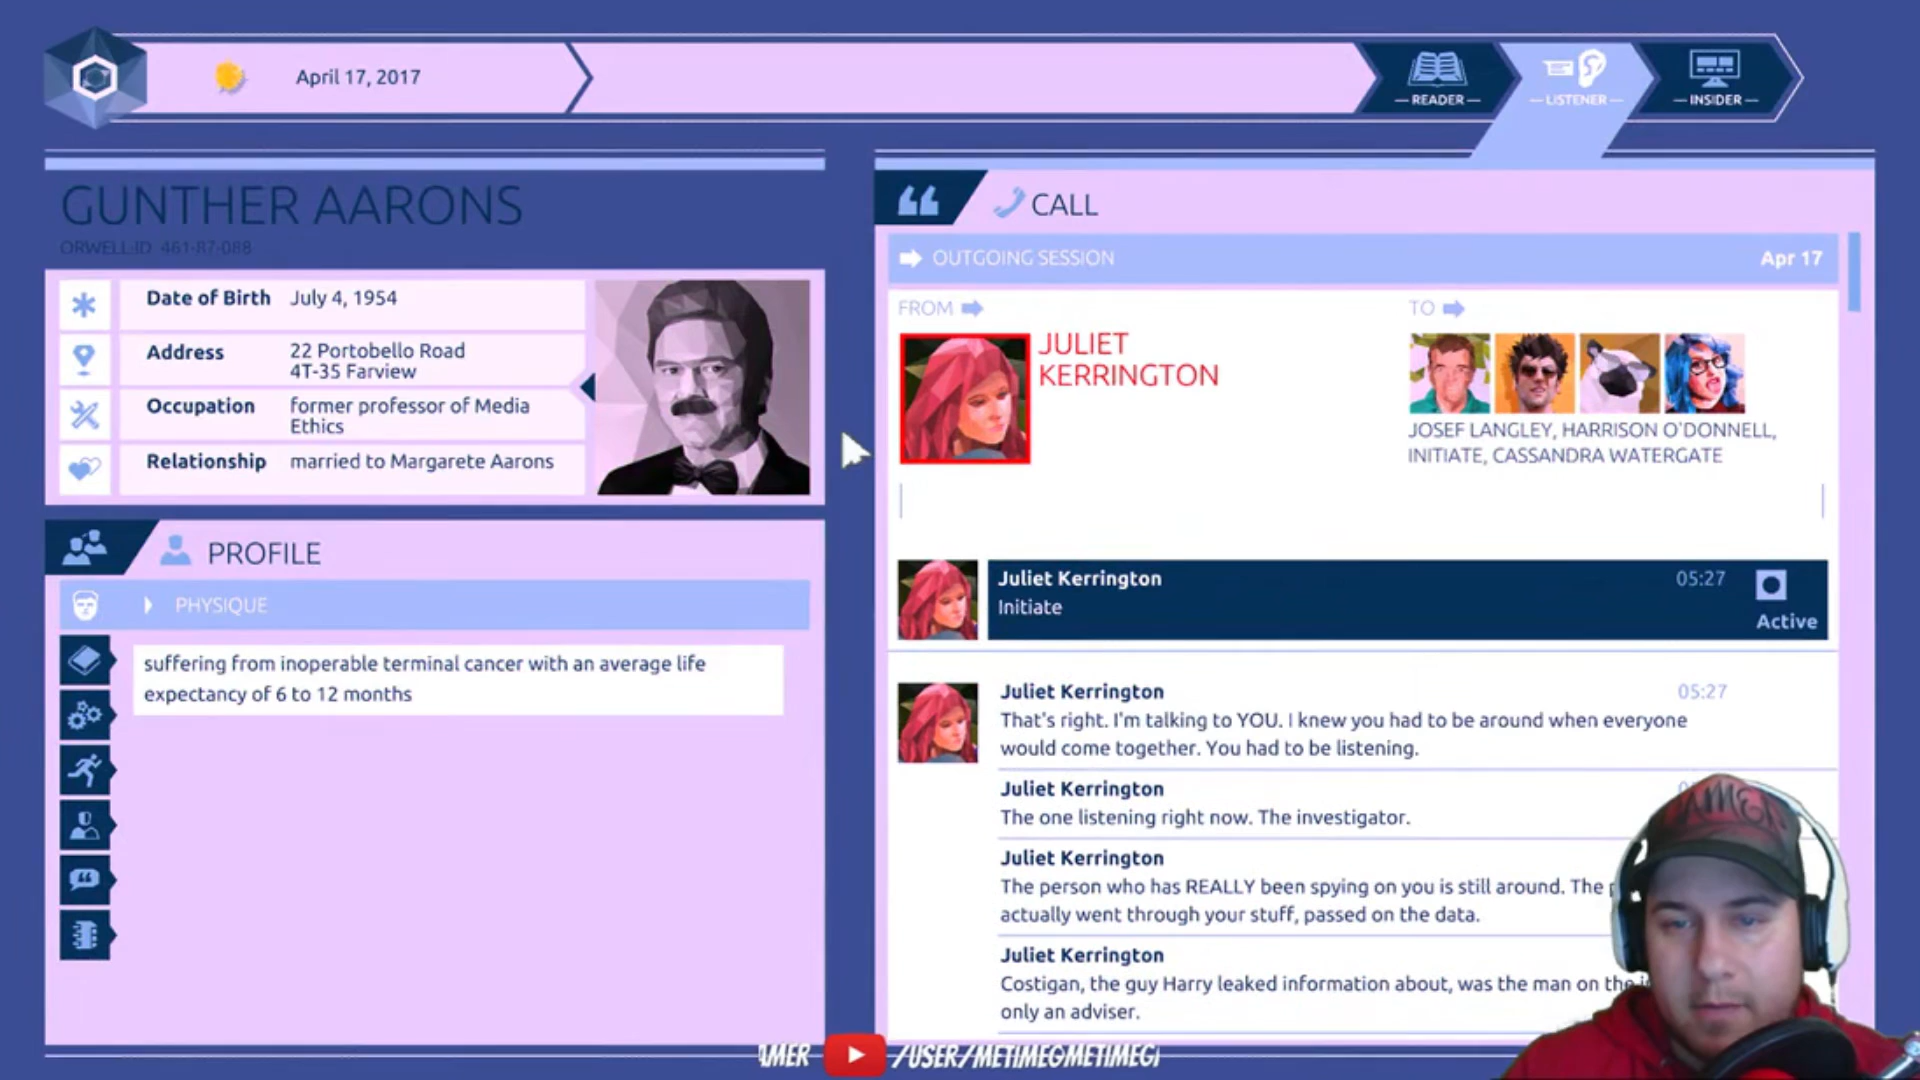 April 17, 2017
READER
LISTENER
INSIDER
GUNTHER AARONS
ORWELL:ID 461-87-088
Date of Birth July 4, 1954
Address 22 Portobello Road
4T-35 Farview
Occupation former professor of Media
Ethics
Relationship married to Margarete Aarons
PROFILE
PHYSIQUE
suffering from inoperable terminal cancer with an average life
expectancy of 6 to 12 months
CALL
OUTGOING SESSION Apr 17
FROM
TO
JULIET
KERRINGTON
JOSEF LANGLEY, HARRISON O'DONNELL,
INITIATE, CASSANDRA WATERGATE
Juliet Kerrington 05:27
Initiate
Active
Juliet Kerrington 05:27
That's right. I'm talking to YOU. I knew you had to be around when everyone
would come together. You had to be listening.
Juliet Kerrington
The one listening right now. The investigator.
Juliet Kerrington
The person who has REALLY been spying on you is still around. The
actually went through your stuff, passed on the data.
Juliet Kerrington
Costigan, the guy Harry leaked information about, was the man on the
only an adviser.
/USER/METIMEGMETIMEG